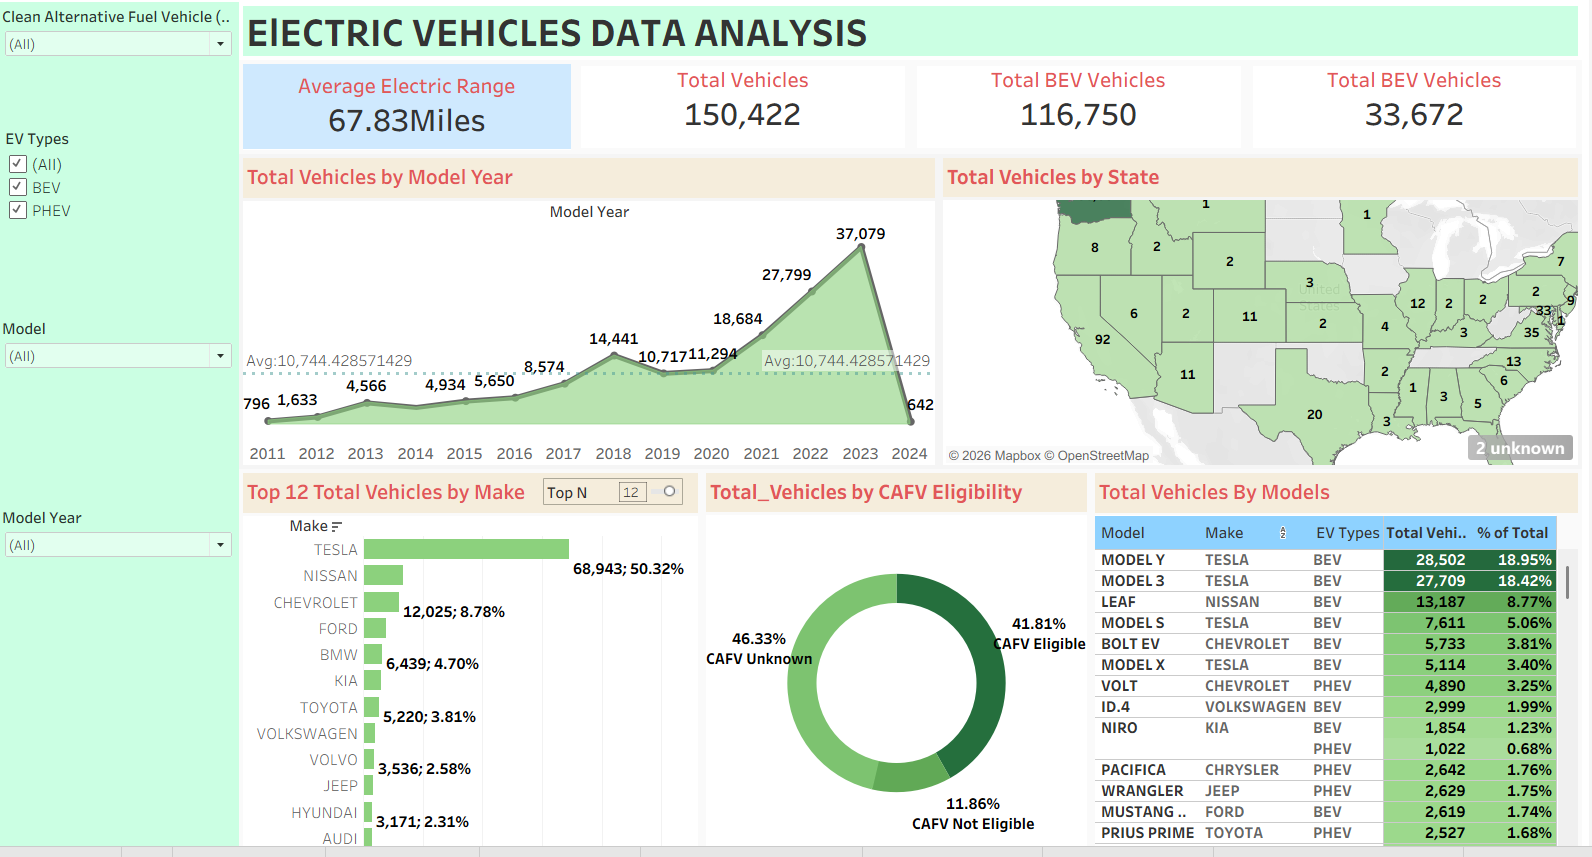 Clean Alternative Fuel Vehicle (..
(All)
EV Types
(All)
BEV
PHEV
Model
(All)
Model Year
(All)
ElECTRIC VEHICLES DATA ANALYSIS
Average Electric Range
67.83Miles
Total Vehicles
150,422
Total BEV Vehicles
116,750
Total BEV Vehicles
33,672
Total Vehicles by Model Year
Model Year
37,079
27,799
18,684
14,441
10,717
11,294
8,574
Avg:10,744.428571429
Avg:10,744.428571429
4,566
4,934
5,650
796
1,633
642
2011 2012 2013 2014 2015 2016 2017 2018 2019 2020 2021 2022 2023 2024
Total Vehicles by State
1
1
8
2
2
7
3
United
States
2
9
12
2
2
33
1
6
2
11
2
4
3
35
92
11
2
13
1
3
6
5
20
3
2 unknown
© 2026 Mapbox © OpenStreetMap
Top 12 Total Vehicles by Make
Top N
12
Make
TESLA
68,943; 50.32%
NISSAN
CHEVROLET
12,025; 8.78%
FORD
BMW
6,439; 4.70%
KIA
TOYOTA
5,220; 3.81%
VOLKSWAGEN
VOLVO
3,536; 2.58%
JEEP
HYUNDAI
3,171; 2.31%
AUDI
Total_Vehicles by CAFV Eligibility
41.81%
CAFV Eligible
46.33%
CAFV Unknown
11.86%
CAFV Not Eligible
Total Vehicles By Models
Model Make EV Types Total Vehi.. % of Total
MODEL Y TESLA BEV 28,502 18.95%
MODEL 3 TESLA BEV 27,709 18.42%
LEAF NISSAN BEV 13,187 8.77%
MODEL S TESLA BEV 7,611 5.06%
BOLT EV CHEVROLET BEV 5,733 3.81%
MODEL X TESLA BEV 5,114 3.40%
VOLT CHEVROLET PHEV 4,890 3.25%
ID.4 VOLKSWAGEN BEV 2,999 1.99%
NIRO KIA BEV 1,854 1.23%
PHEV 1,022 0.68%
PACIFICA CHRYSLER PHEV 2,642 1.76%
WRANGLER JEEP PHEV 2,629 1.75%
MUSTANG .. FORD BEV 2,619 1.74%
PRIUS PRIME TOYOTA PHEV 2,527 1.68%